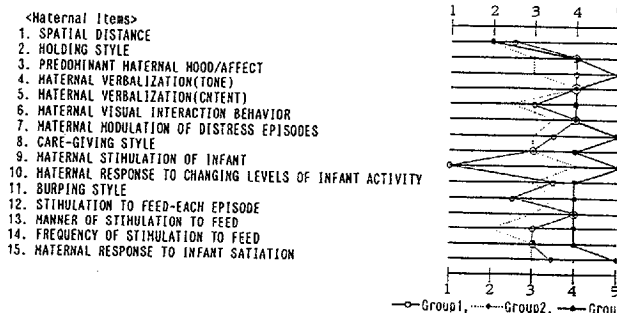 <Maternal Items>
1. SPATIAL DISTANCE
2. HOLDING STYLE
3. PREDOMINANT MATERNAL MOOD/AFFECT
4. MATERNAL VERBALIZATION(TONE)
5. MATERNAL VERBALIZATION(CNTENT)
6. MATERNAL VISUAL INTERACTION BEHAVIOR
7. MATERNAL MODULATION OF DISTRESS EPISODES
8. CARE-GIVING STYLE
9. MATERNAL STIMULATION OF INFANT
10. MATERNAL RESPONSE TO CHANGING LEVELS OF INFANT ACTIVITY
11. BURPING STYLE
12. STIMULATION TO FEED-EACH EPISODE
13. MANNER OF STIMULATION TO FEED
14. FREQUENCY OF STIMULATION TO FEED
15. MATERNAL RESPONSE TO INFANT SATIATION
1 2 3 4 5
1 2 3 4 5
Group1, Group2, Group